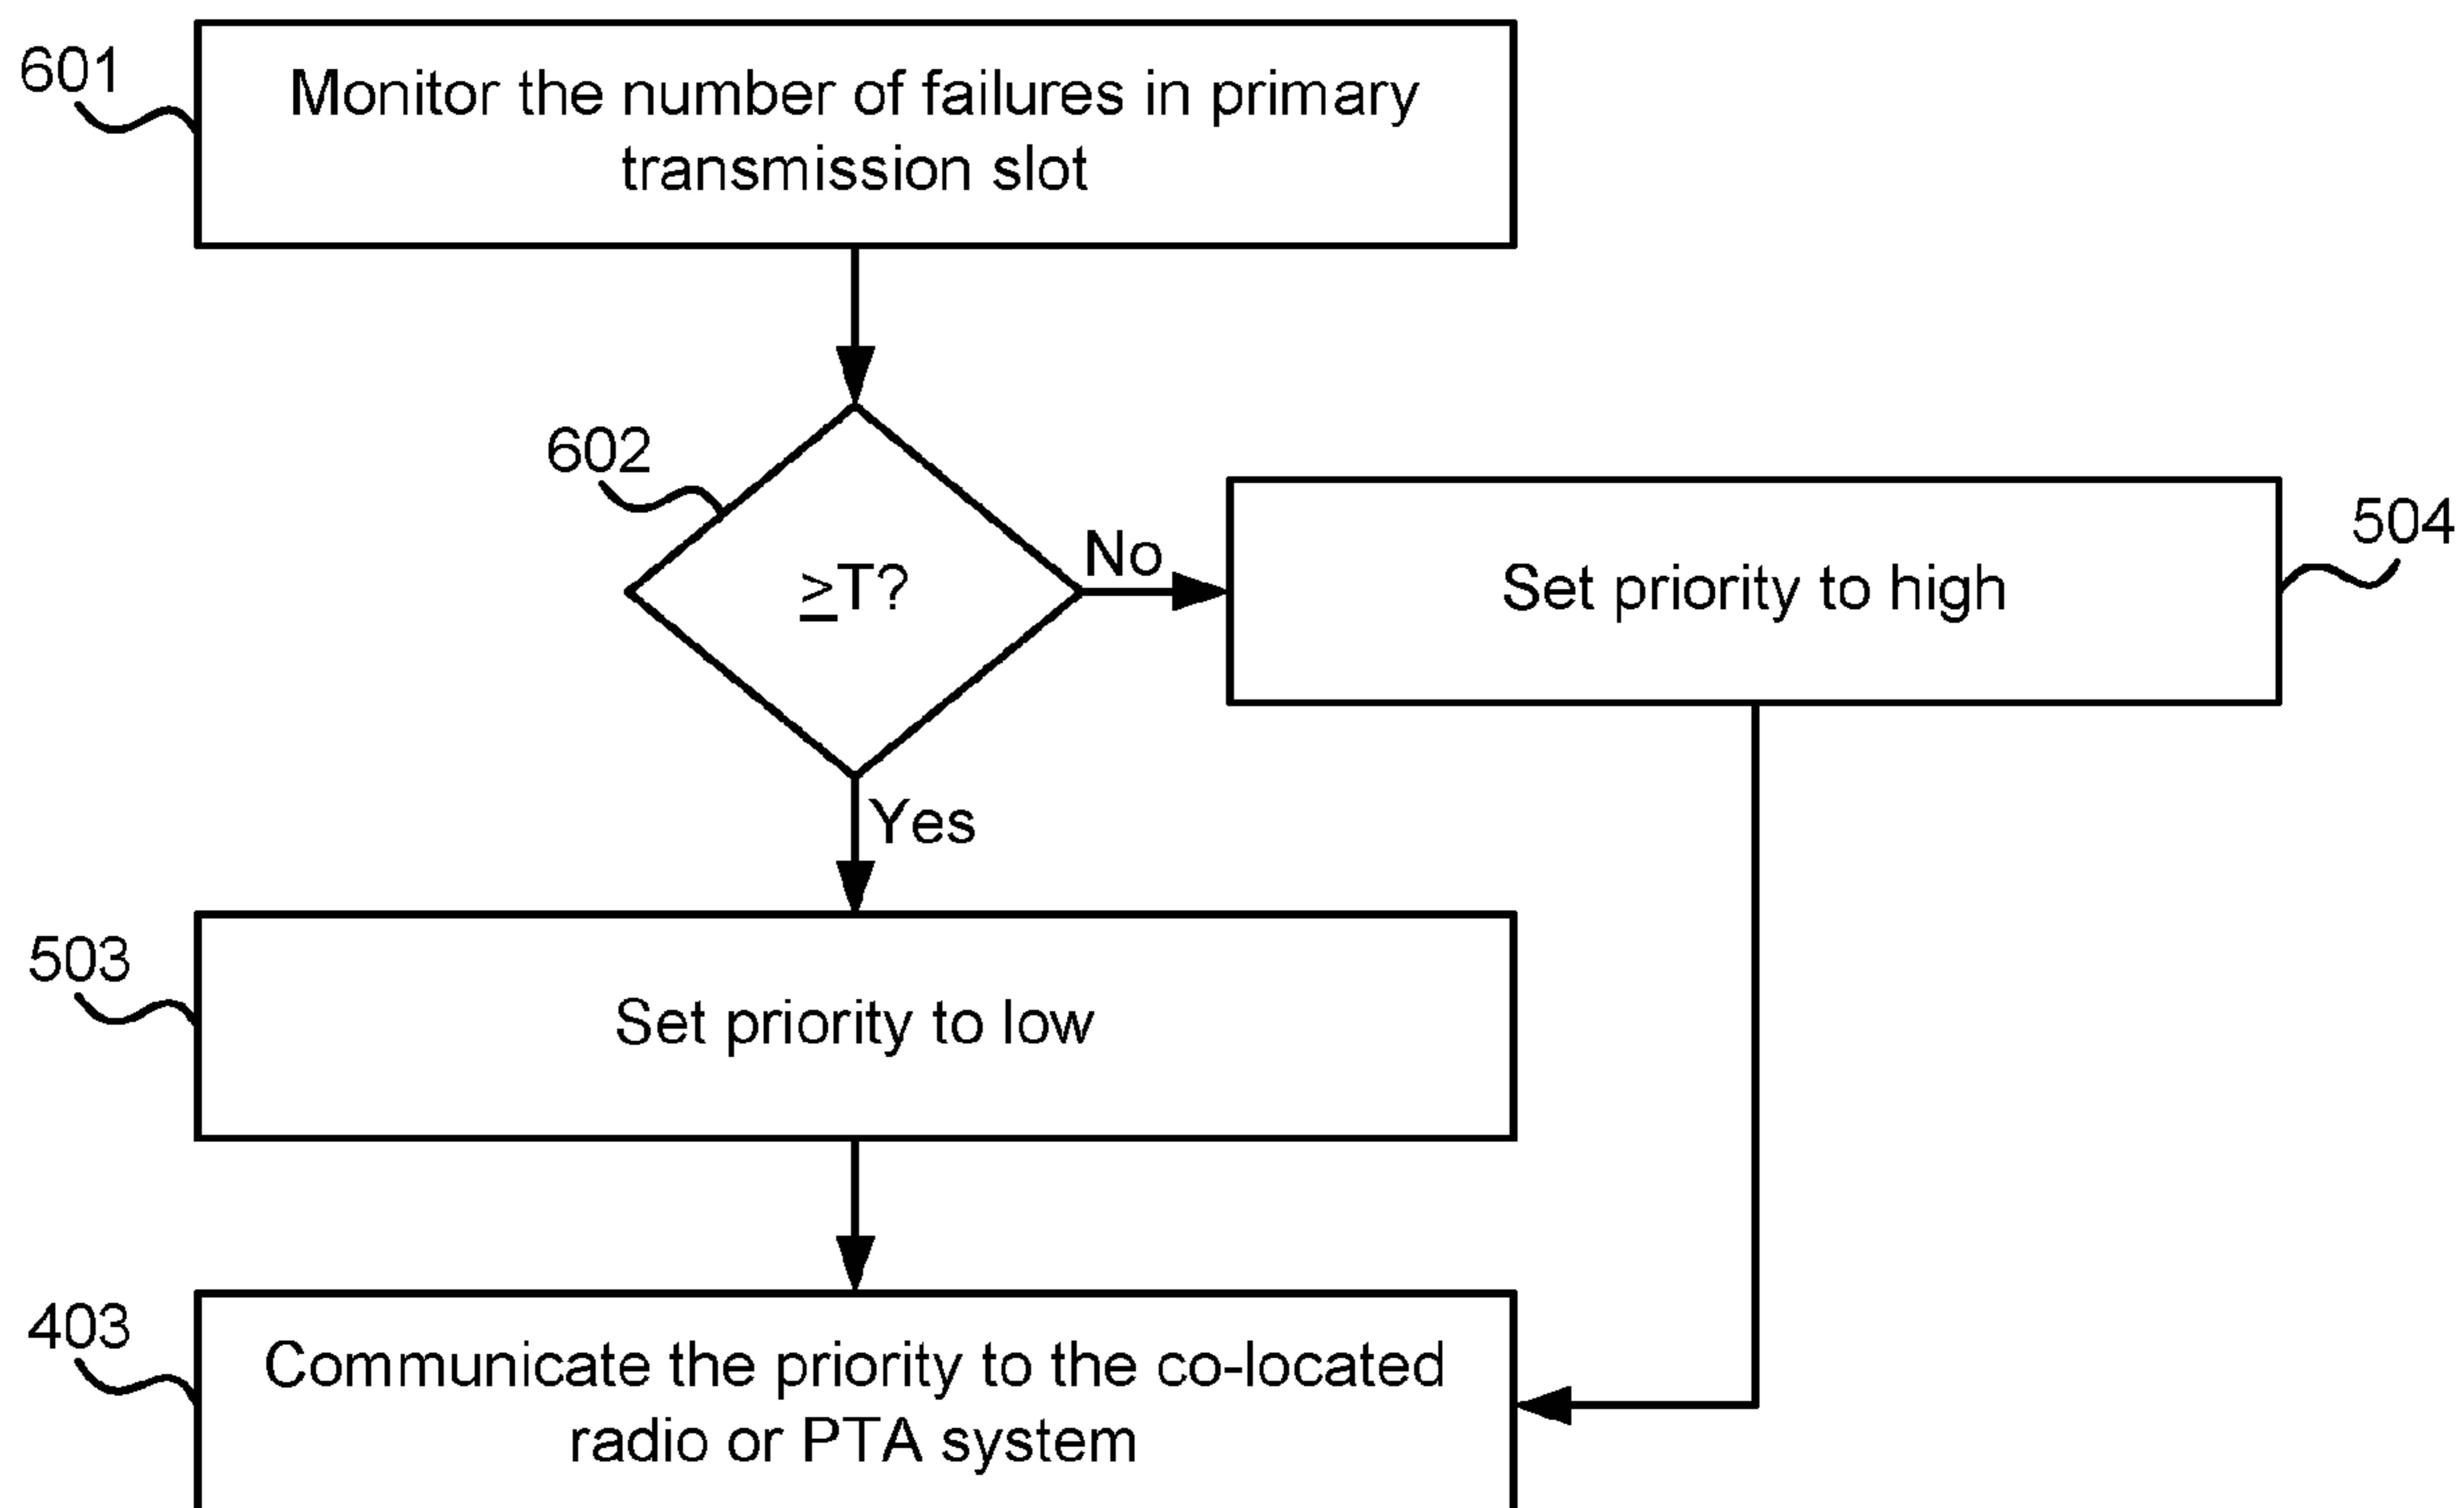 601
Monitor the number of failures in primary
transmission slot
602
≥T?
No
Set priority to high
504
Yes
503
Set priority to low
403
Communicate the priority to the co-located
radio or PTA system